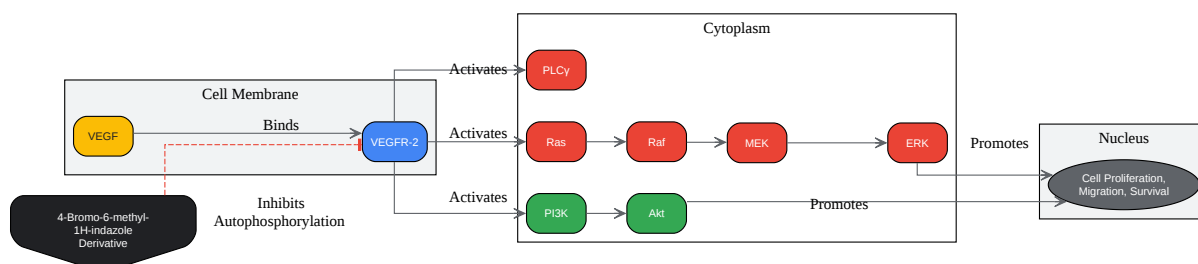 Cytoplasm
PLCγ
Activates
Cell Membrane
VEGF
Binds
VEGFR-2
Activates
Ras
Raf
MEK
ERK
Promotes
Nucleus
Cell Proliferation,
Migration, Survival
4-Bromo-6-methyl-
1H-indazole
Derivative
Inhibits
Autophosphorylation
Activates
PI3K
Akt
Promotes